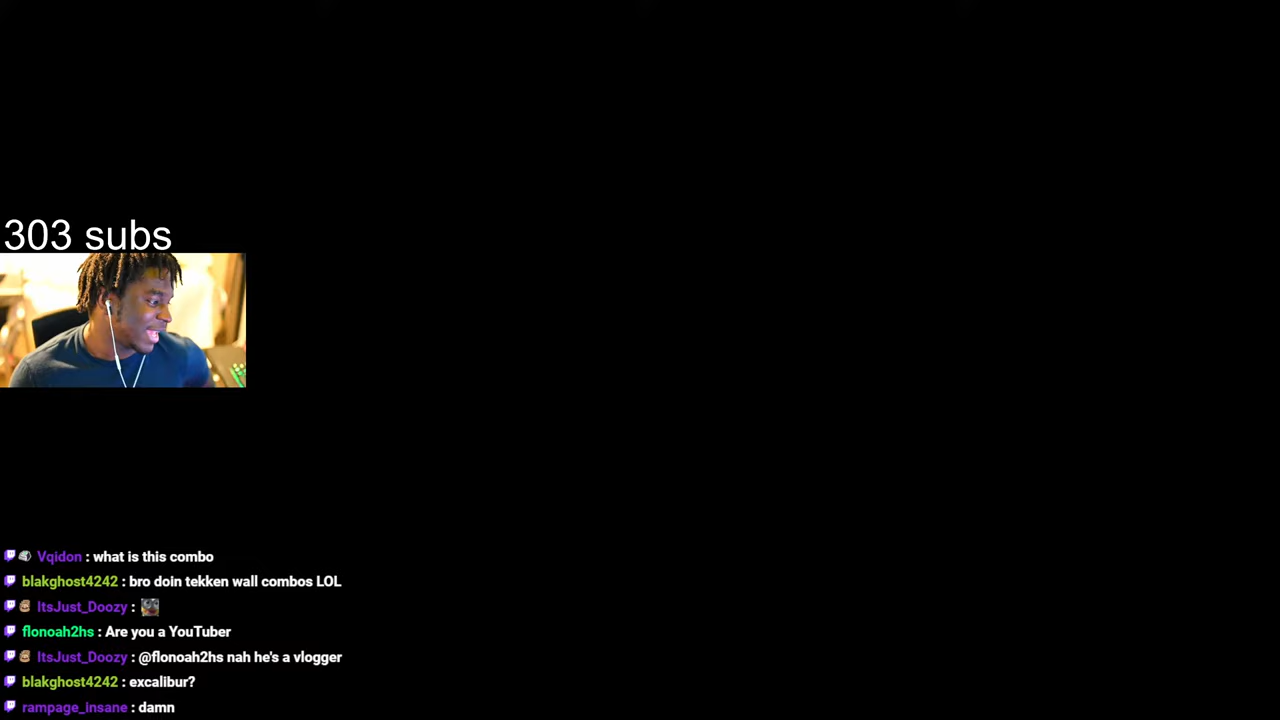 303 subs
Vqidon : what is this combo
blakghost4242 : bro doin tekken wall combos LOL
ItsJust_Doozy :
flonoah2hs : Are you a YouTuber
ItsJust_Doozy : @flonoah2hs nah he's a vlogger
blakghost4242 : excalibur?
rampage_insane : damn